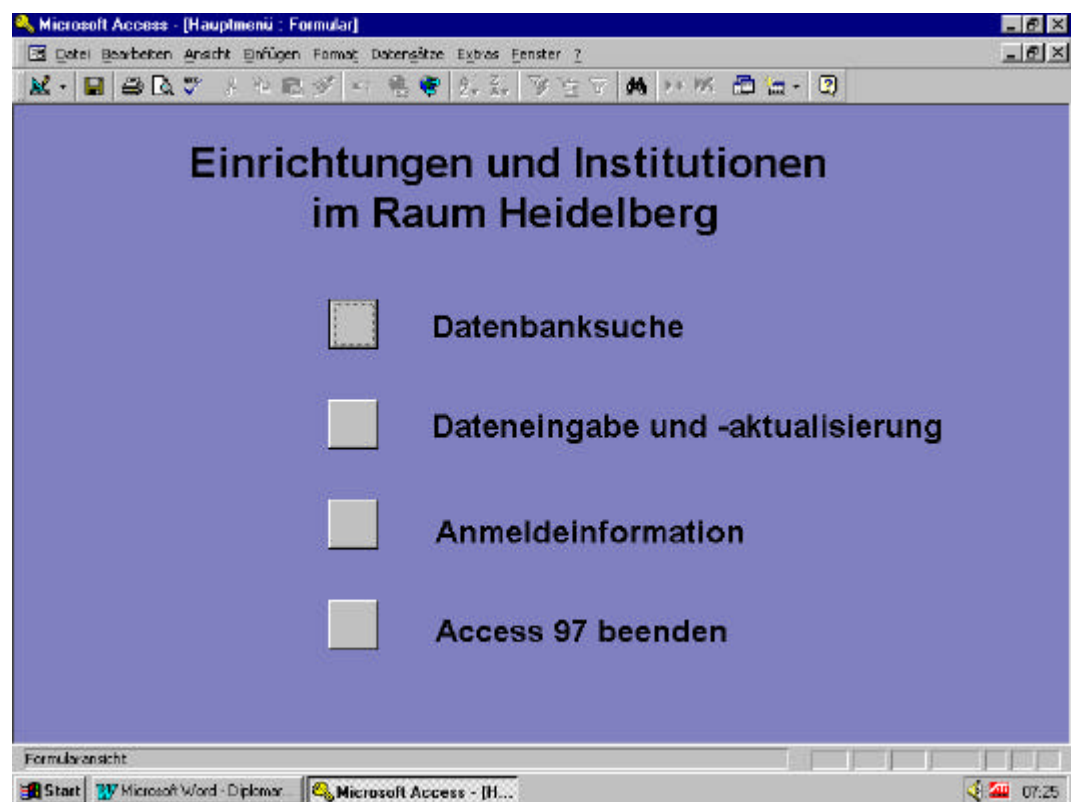 Microsoft Access - [Hauptmenü : Formular]
Datei Bearbeiten Ansicht Einfügen Format Datensätze Extras Fenster ?
Einrichtungen und Institutionen
im Raum Heidelberg
Datenbanksuche
Dateneingabe und -aktualisierung
Anmeldeinformation
Access 97 beenden
Formularansicht
Start Microsoft Word - Diplomar... Microsoft Access - [H... 07:25